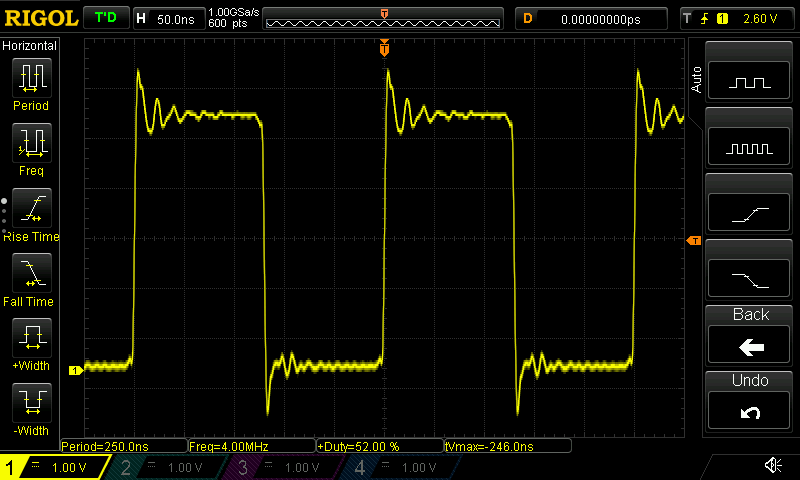 RIGOL T'D H 50.0ns 1.00GSa/s 600 pts T D 0.00000000ps T 1 2.60 V
Horizontal
Period
Freq
Rise Time
Fall Time
+Width
-Width
T
T
1
Auto
Back
Undo
Period=250.0ns Freq=4.00MHz +Duty=52.00 % tVmax=-246.0ns
1 1.00 V 2 1.00 V 3 1.00 V 4 1.00 V